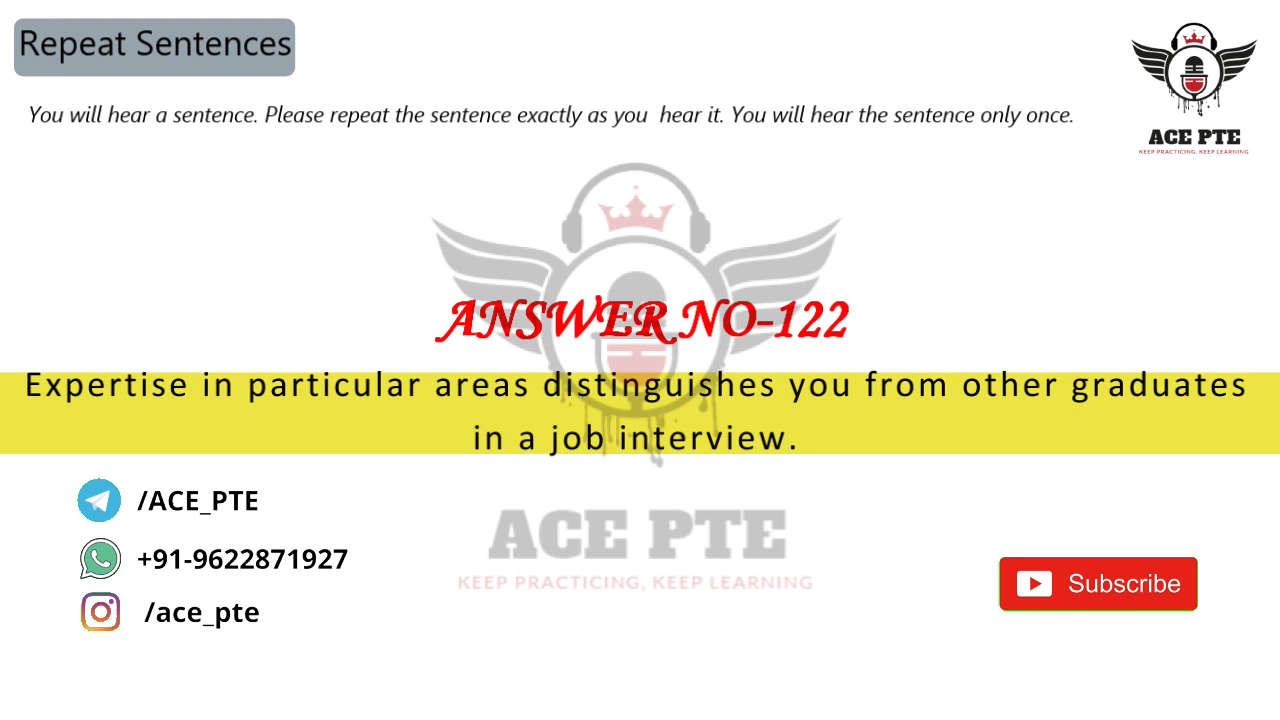 Repeat Sentences
You will hear a sentence. Please repeat the sentence exactly as you hear it. You will hear the sentence only once.
ACE PTE
KEEP PRACTICING, KEEP LEARNING
ANSWER NO-122
Expertise in particular areas distinguishes you from other graduates
in a job interview.
/ACE_PTE
+91-9622871927
/ace_pte
ACE PTE
KEEP PRACTICING, KEEP LEARNING
Subscribe